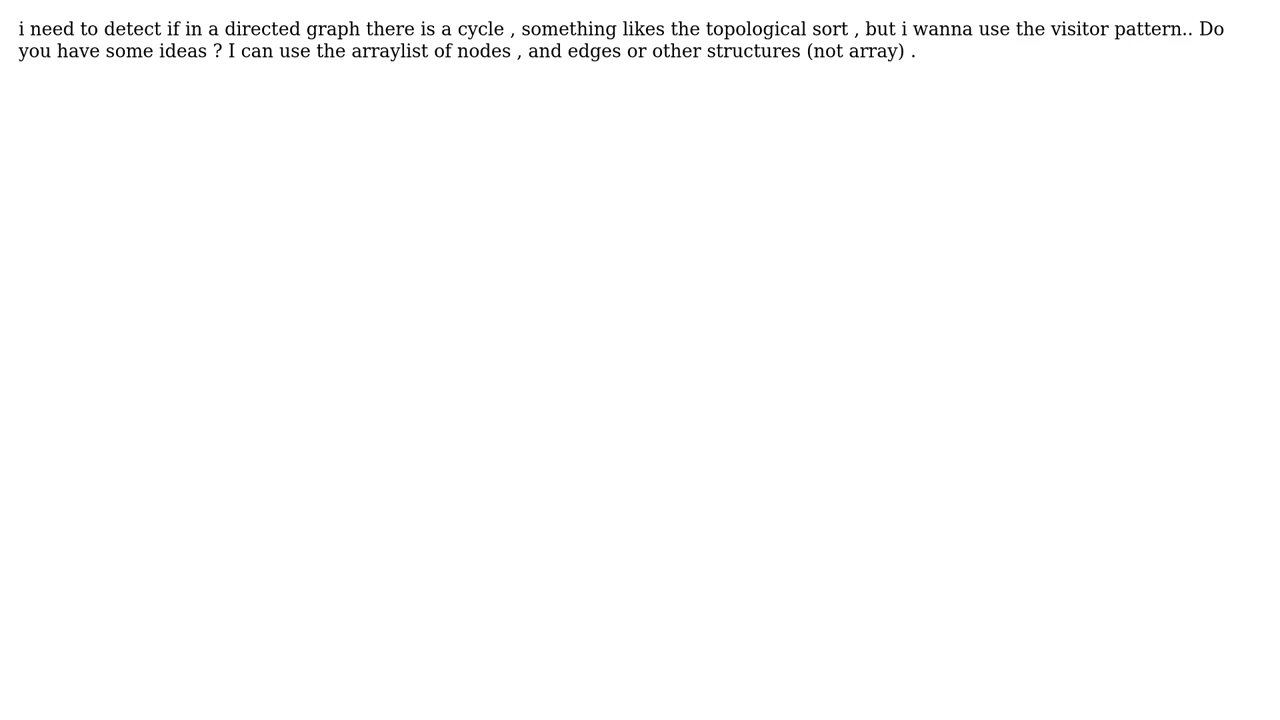 i need to detect if in a directed graph there is a cycle , something likes the topological sort , but i wanna use the visitor pattern.. Do
you have some ideas ? I can use the arraylist of nodes , and edges or other structures (not array) .